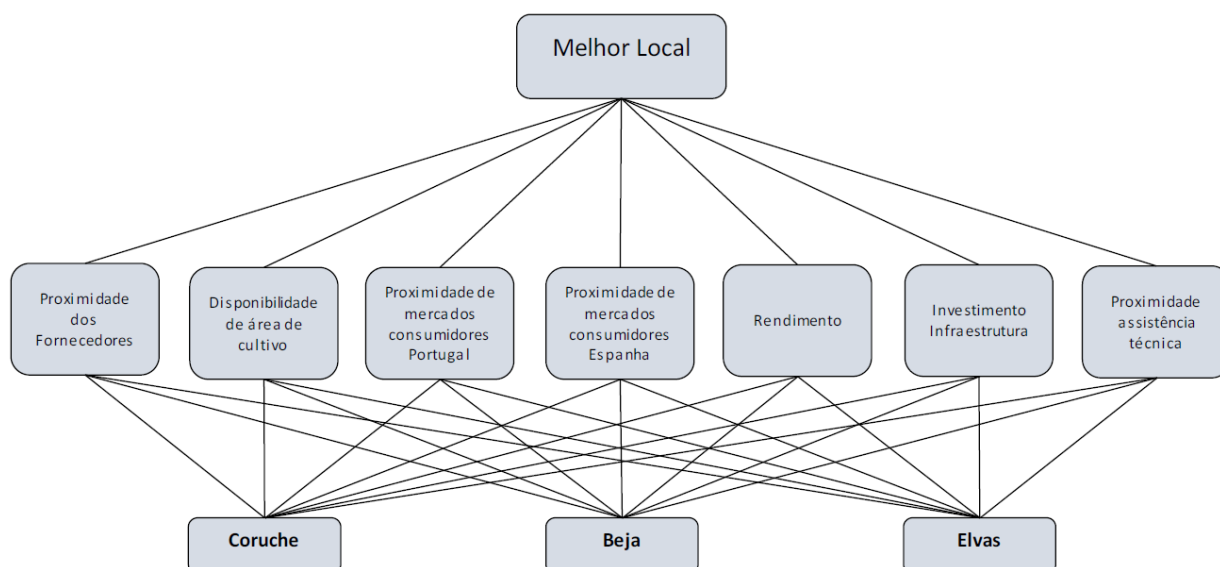 Melhor Local
Proximidade
dos
Fornecedores
Disponibilidade
de área de
cultivo
Proximidade de
mercados
consumidores
Portugal
Proximidade de
mercados
consumidores
Espanha
Rendimento
Investimento
Infraestrutura
Proximidade
assistência
técnica
Coruche
Beja
Elvas